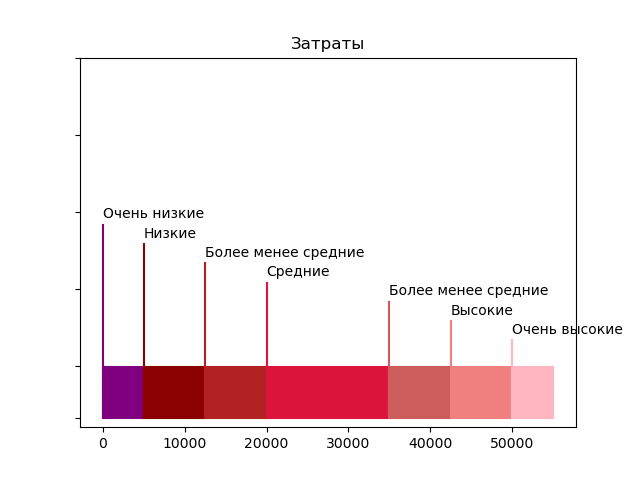 Затраты
Очень низкие
Низкие
Более менее средние
Средние
Более менее средние
Высокие
Очень высокие
0 10000 20000 30000 40000 50000